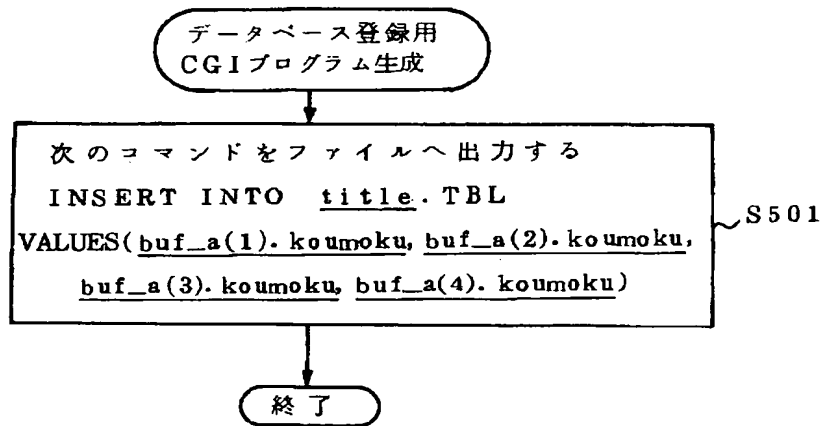 データベース登録用
CGIプログラム生成
次のコマンドをファイルへ出力する
INSERT INTO title.TBL
VALUES(buf_a(1).koumoku, buf_a(2).koumoku,
buf_a(3).koumoku, buf_a(4).koumoku)
S501
終了